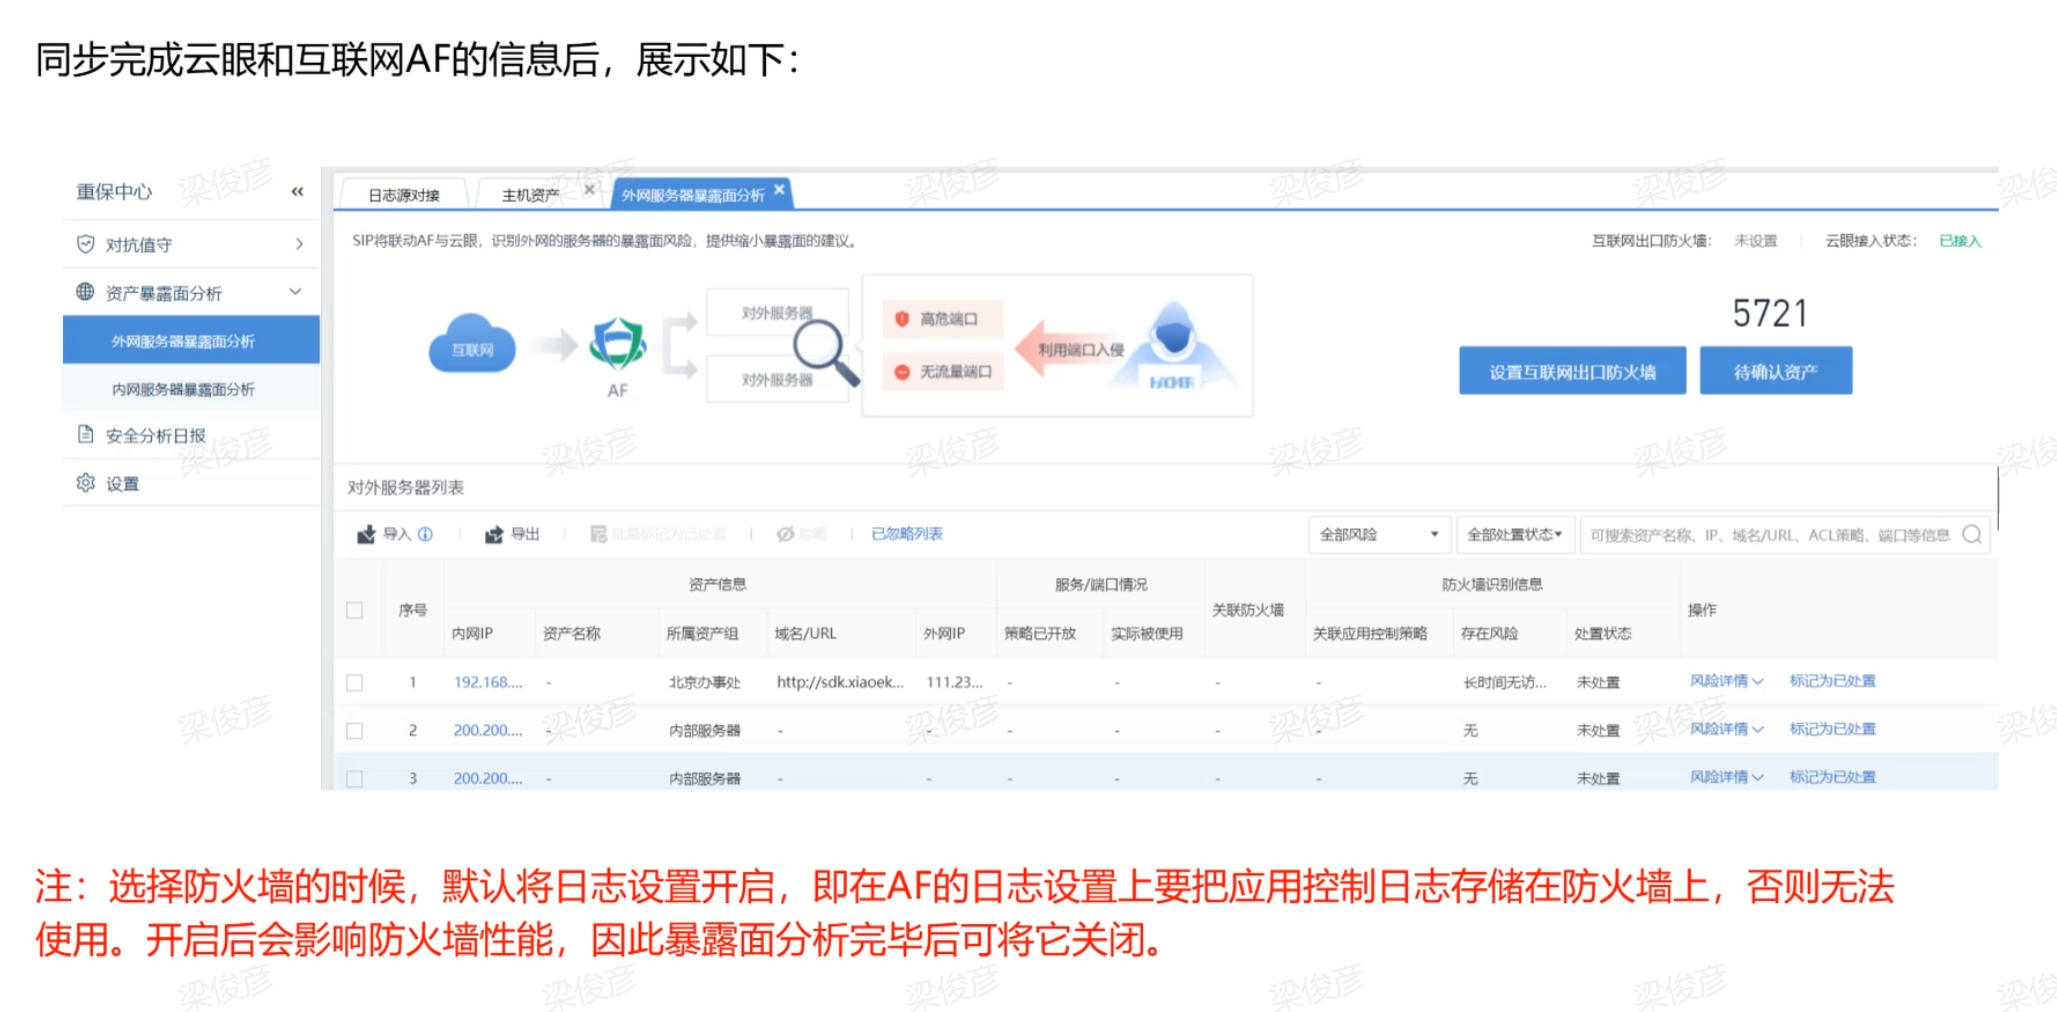 同步完成云眼和互联网AF的信息后，展示如下：
重保中心 «
对抗值守
资产暴露面分析
外网服务器暴露面分析
内网服务器暴露面分析
安全分析日报
设置
日志源对接 主机资产 × 外网服务器暴露面分析 ×
SIP将联动AF与云眼，识别外网的服务器的暴露面风险，提供缩小暴露面的建议。
互联网出口防火墙： 未设置 云眼接入状态： 已接入
互联网
AF
对外服务器
对外服务器
高危端口
无流量端口
利用端口入侵
HACKER
5721
设置互联网出口防火墙 待确认资产
对外服务器列表
导入 导出 批量标记为已处置 忽略 已忽略列表 全部风险 全部处置状态 可搜索资产名称、IP、域名/URL、ACL策略、端口等信息
序号 资产信息 服务/端口情况 关联防火墙 防火墙识别信息 操作
内网IP 资产名称 所属资产组 域名/URL 外网IP 策略已开放 实际被使用 关联应用控制策略 存在风险 处置状态
1 192.168.... - 北京办事处 http://sdk.xiaoek... 111.23... - - - - 长时间无访... 未处置 风险详情 标记为已处置
2 200.200.... - 内部服务器 - - - - - - 无 未处置 风险详情 标记为已处置
3 200.200.... - 内部服务器 - - - - - - 无 未处置 风险详情 标记为已处置
注：选择防火墙的时候，默认将日志设置开启，即在AF的日志设置上要把应用控制日志存储在防火墙上，否则无法
使用。开启后会影响防火墙性能，因此暴露面分析完毕后可将它关闭。
梁俊彦